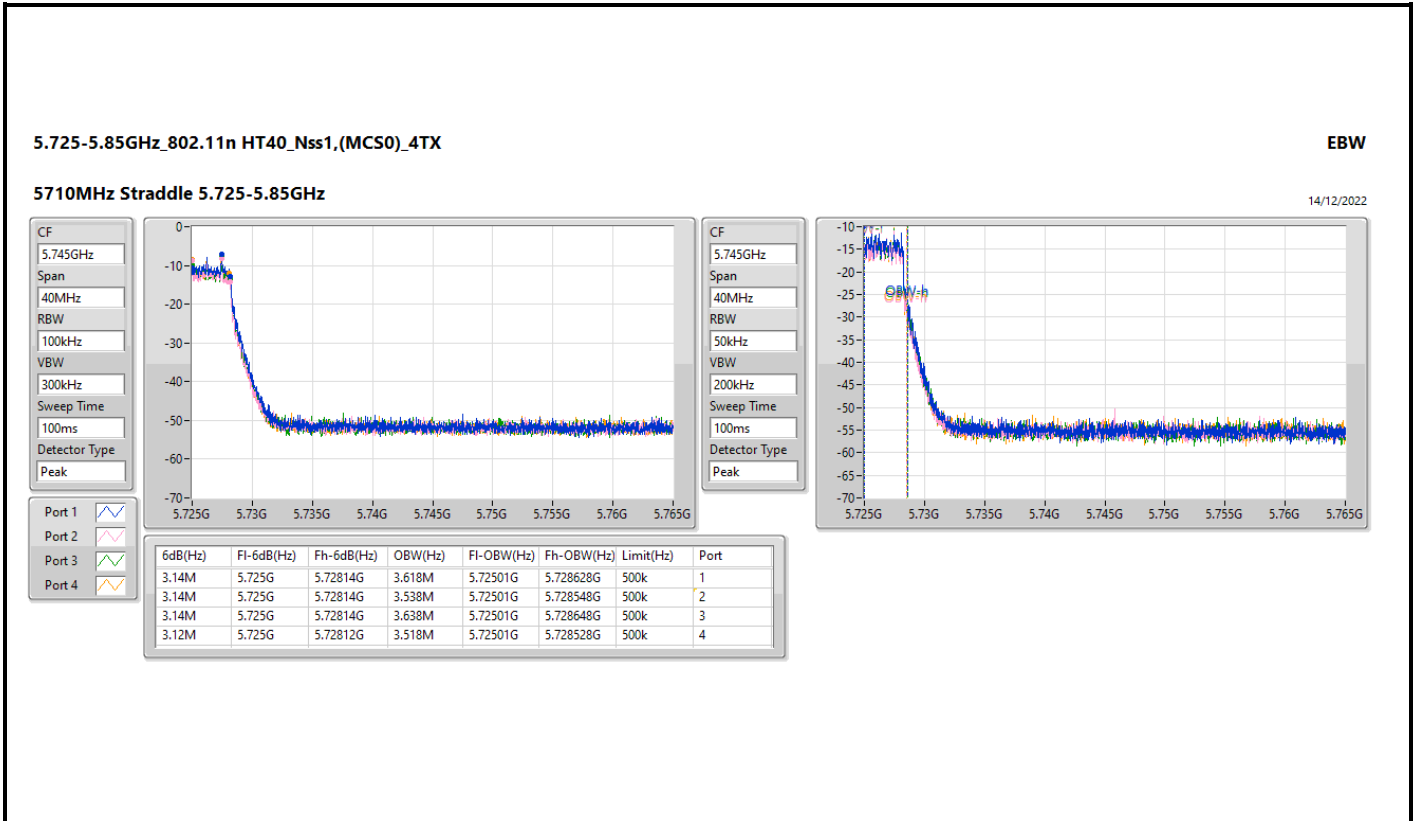 5.725-5.85GHz_802.11n HT40_Nss1,(MCS0)_4TX
EBW
5710MHz Straddle 5.725-5.85GHz
14/12/2022
CF
5.745GHz
Span
40MHz
RBW
100kHz
VBW
300kHz
Sweep Time
100ms
Detector Type
Peak
0-
-10-
-20-
-30-
-40-
-50-
-60-
-70-
5.725G 5.73G 5.735G 5.74G 5.745G 5.75G 5.755G 5.76G 5.765G
CF
5.745GHz
Span
40MHz
RBW
50kHz
VBW
200kHz
Sweep Time
100ms
Detector Type
Peak
-10-
-15-
-20-
-25-
-30-
-35-
-40-
-45-
-50-
-55-
-60-
-65-
-70-
OBW-h
5.725G 5.73G 5.735G 5.74G 5.745G 5.75G 5.755G 5.76G 5.765G
Port 1
Port 2
Port 3
Port 4
6dB(Hz) Fl-6dB(Hz) Fh-6dB(Hz) OBW(Hz) Fl-OBW(Hz) Fh-OBW(Hz) Limit(Hz) Port
3.14M 5.725G 5.72814G 3.618M 5.72501G 5.728628G 500k 1
3.14M 5.725G 5.72814G 3.538M 5.72501G 5.728548G 500k 2
3.14M 5.725G 5.72814G 3.638M 5.72501G 5.728648G 500k 3
3.12M 5.725G 5.72812G 3.518M 5.72501G 5.728528G 500k 4